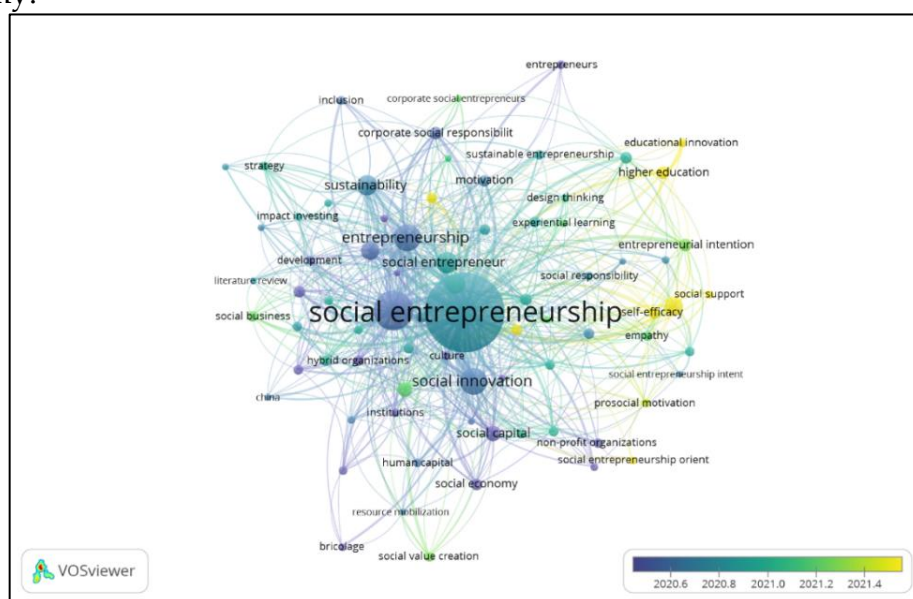 entrepreneurs
inclusion
corporate social entrepreneurs
corporate social responsibilit
educational innovation
sustainable entrepreneurship
strategy
higher education
sustainability
motivation
design thinking
impact investing
experiential learning
entrepreneurship
entrepreneurial intention
development
social entrepreneur
social responsibility
literature review
social support
social entrepreneurship
social business
self-efficacy
empathy
culture
hybrid organizations
social entrepreneurship intent
social innovation
china
prosocial motivation
institutions
social capital
non-profit organizations
human capital
social entrepreneurship orient
social economy
resource mobilization
bricolage
social value creation
VOSviewer
2020.6 2020.8 2021.0 2021.2 2021.4